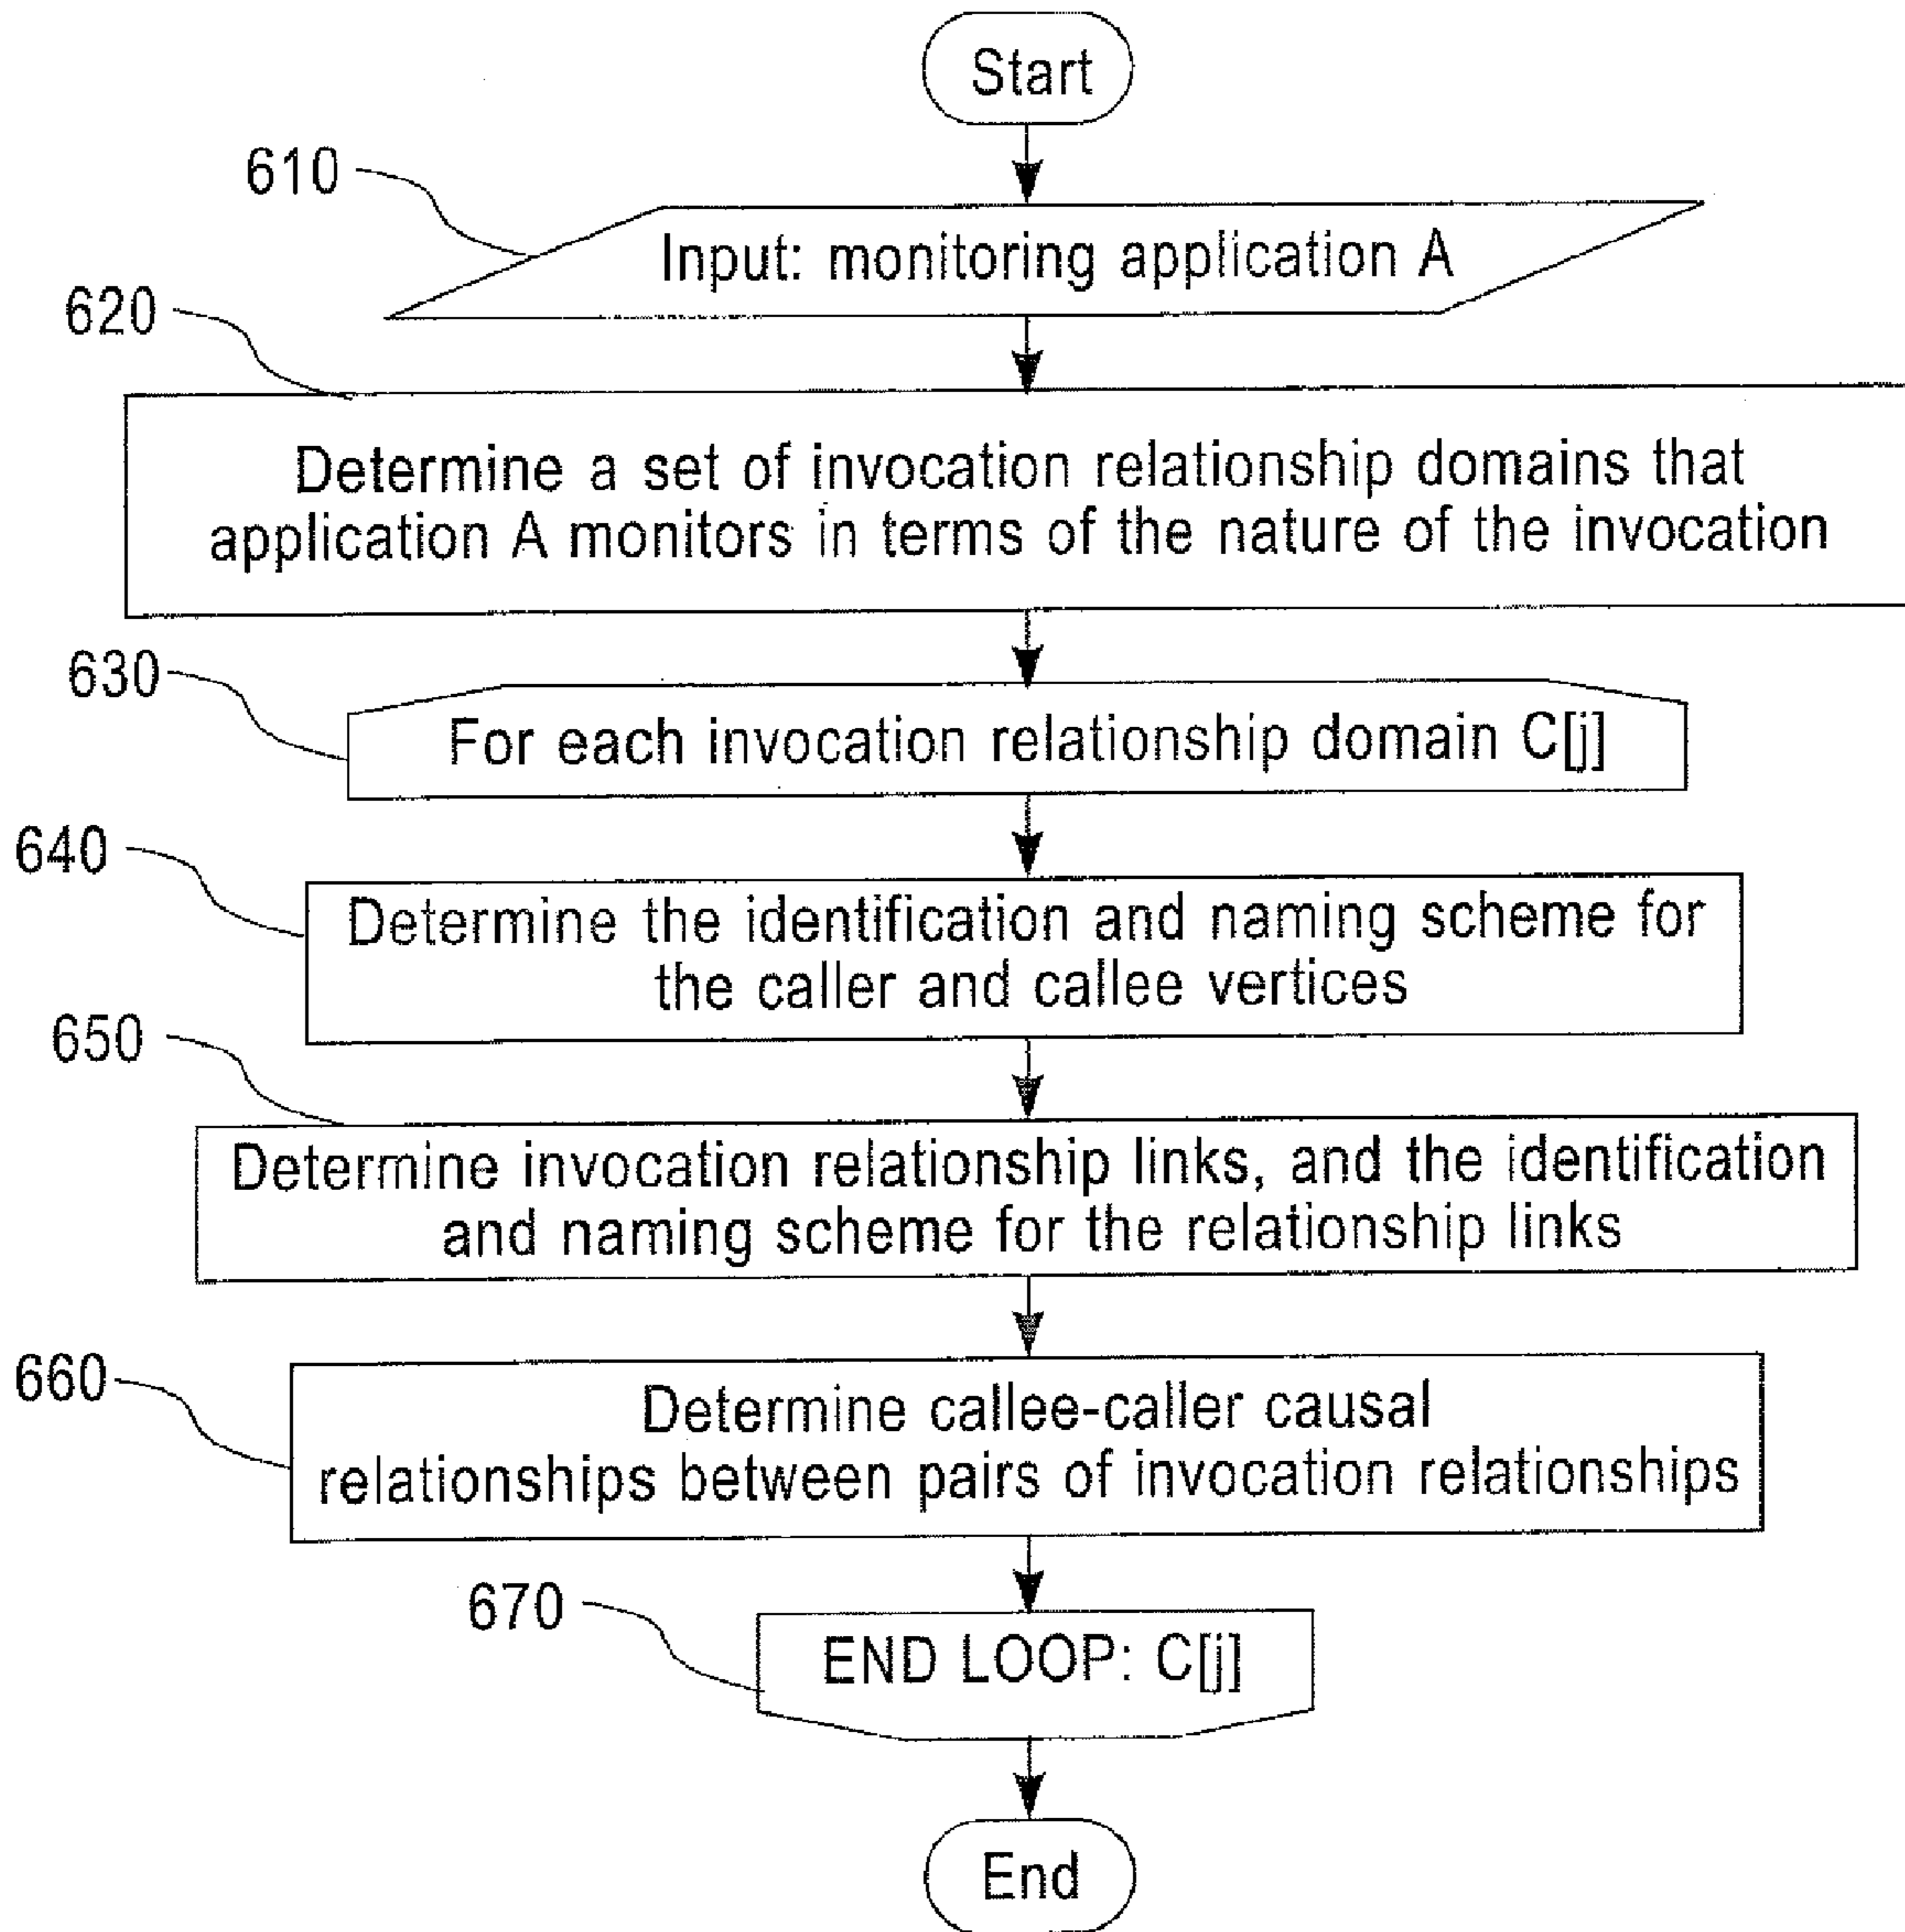 Start
610
Input: monitoring application A
620
Determine a set of invocation relationship domains that
application A monitors in terms of the nature of the invocation
630
For each invocation relationship domain C[j]
640
Determine the identification and naming scheme for
the caller and callee vertices
650
Determine invocation relationship links, and the identification
and naming scheme for the relationship links
660
Determine callee-caller causal
relationships between pairs of invocation relationships
670
END LOOP: C[j]
End